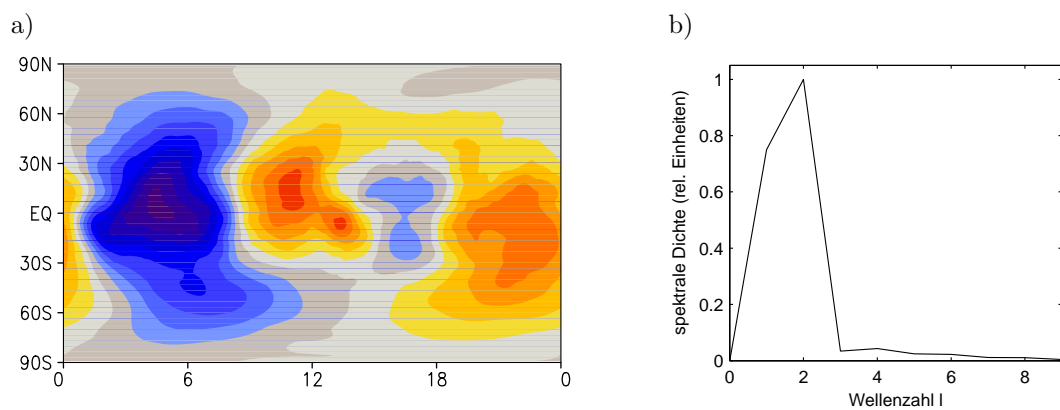 a)
90N
60N
30N
EQ
30S
60S
90S
0 6 12 18 0
b)
spektrale Dichte (rel. Einheiten)
1
0.8
0.6
0.4
0.2
0
0 2 4 6 8
Wellenzahl l